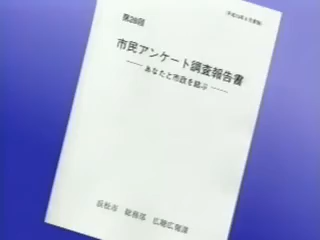 第28回
市民アンケート調査報告書
── あなたと市政を結ぶ ──
浜松市 総務部 広聴広報課